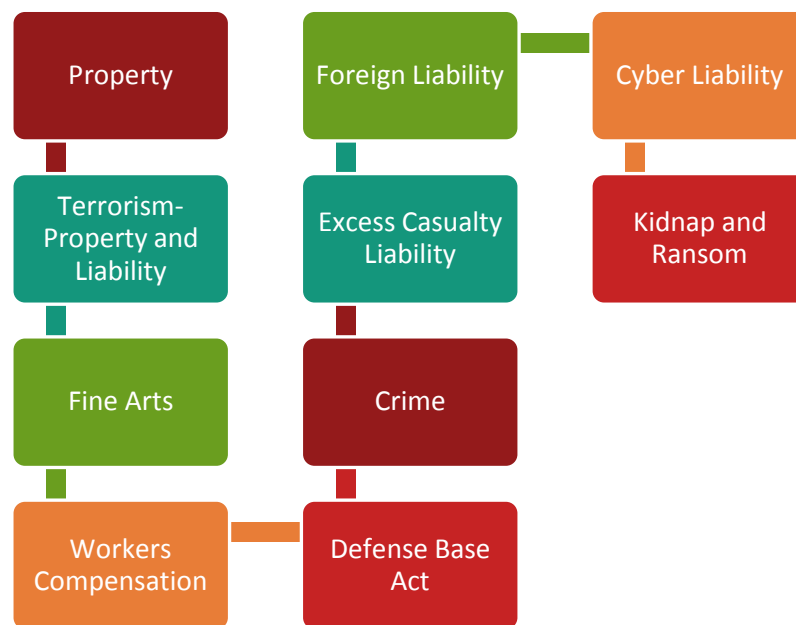 Property
Terrorism-
Property and
Liability
Fine Arts
Workers
Compensation
Defense Base
Act
Crime
Excess Casualty
Liability
Foreign Liability
Cyber Liability
Kidnap and
Ransom